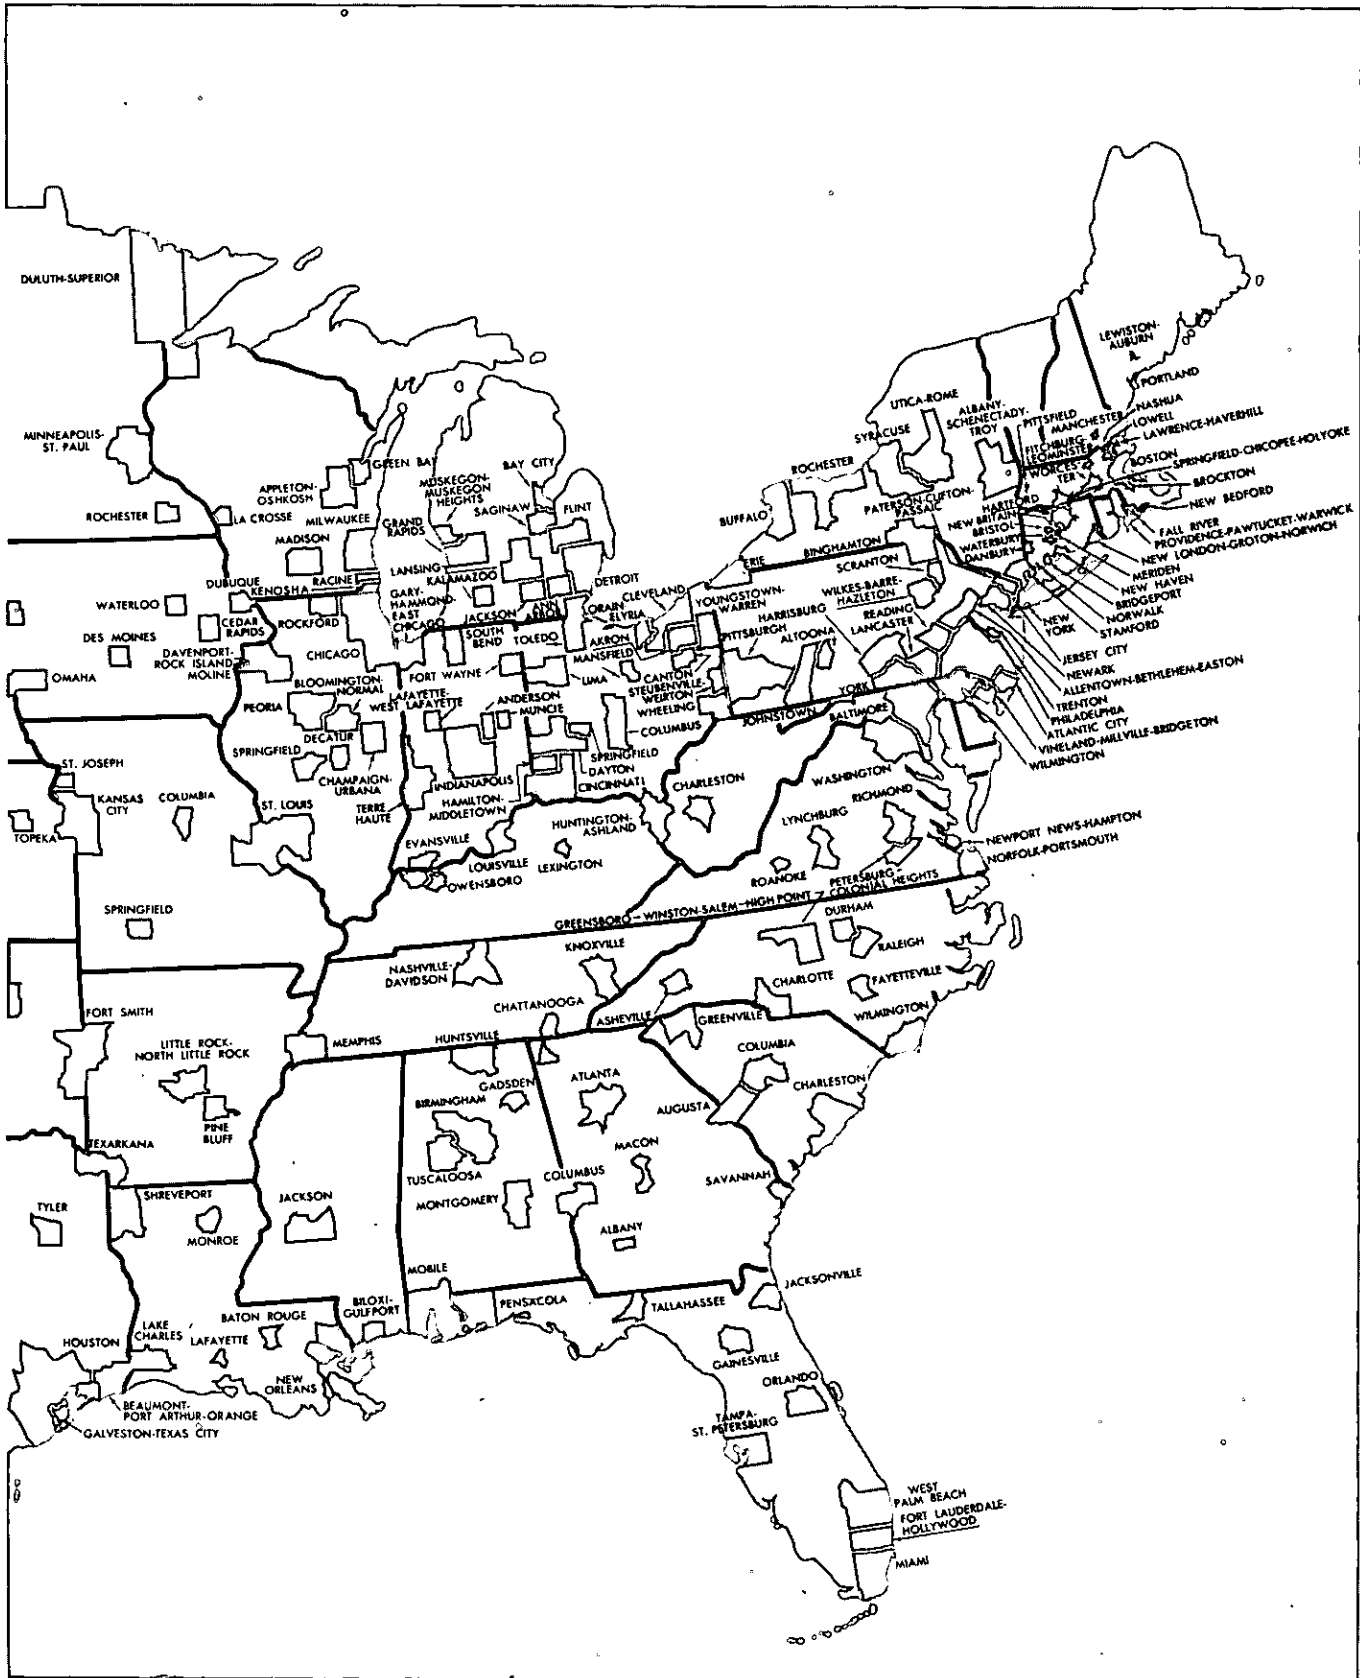 DULUTH-SUPERIOR
MINNEAPOLIS-
ST. PAUL
ROCHESTER
LA CROSSE
APPLETON-
OSHKOSH
GREEN BAY
MILWAUKEE
MADISON
KENOSHA
RACINE
MUSKEGON-
MUSKEGON
HEIGHTS
GRAND
RAPIDS
BAY CITY
SAGINAW
FLINT
LANSING
KALAMAZOO
JACKSON
ANN
ARBOR
DETROIT
DUBUQUE
WATERLOO
CEDAR
RAPIDS
DES MOINES
DAVENPORT-
ROCK ISLAND-
MOLINE
OMAHA
ROCKFORD
CHICAGO
GARY-
HAMMOND-
EAST
CHICAGO
SOUTH
BEND
TOLEDO
LORAIN
ELYRIA
CLEVELAND
AKRON
MANSFIELD
LIMA
CANTON
STEUBENVILLE-
WEIRTON
WHEELING
YOUNGSTOWN-
WARREN
FORT WAYNE
BLOOMINGTON-
NORMAL
PEORIA
LAFAYETTE-
WEST LAFAYETTE
ANDERSON
MUNCIE
DECATUR
SPRINGFIELD
CHAMPAIGN-
URBANA
INDIANAPOLIS
TERRE
HAUTE
HAMILTON-
MIDDLETOWN
COLUMBUS
SPRINGFIELD
DAYTON
CINCINNATI
ST. JOSEPH
KANSAS
CITY
COLUMBIA
TOPEKA
ST. LOUIS
SPRINGFIELD
EVANSVILLE
OWENSBORO
LOUISVILLE
LEXINGTON
HUNTINGTON-
ASHLAND
CHARLESTON
LEWISTON-
AUBURN
PORTLAND
UTICA-ROME
SYRACUSE
ALBANY-
SCHENECTADY-
TROY
PITTSFIELD
MANCHESTER
NASHUA
LOWELL
LAWRENCE-HAVERHILL
FITCHBURG-
LEOMINSTER
WORCES-
TER
BOSTON
SPRINGFIELD-CHICOPEE-HOLYOKE
BROCKTON
NEW BEDFORD
FALL RIVER
PROVIDENCE-PAWTUCKET-WARWICK
NEW LONDON-GROTON-NORWICH
MERIDEN
NEW HAVEN
BRIDGEPORT
NORWALK
STAMFORD
HARTFORD
NEW BRITAIN
BRISTOL
WATERBURY
DANBURY
ROCHESTER
BUFFALO
PATERSON-CLIFTON-
PASSAIC
ERIE
BINGHAMTON
SCRANTON
WILKES-BARRE-
HAZLETON
HARRISBURG
READING
LANCASTER
PITTSBURGH
ALTOONA
JOHNSTOWN
YORK
NEW
YORK
JERSEY CITY
NEWARK
ALLENTOWN-BETHLEHEM-EASTON
TRENTON
PHILADELPHIA
ATLANTIC CITY
VINELAND-MILLVILLE-BRIDGETON
WILMINGTON
BALTIMORE
WASHINGTON
RICHMOND
LYNCHBURG
ROANOKE
PETERSBURG-
COLONIAL HEIGHTS
NEWPORT NEWS-HAMPTON
NORFOLK-PORTSMOUTH
GREENSBORO-WINSTON-SALEM-HIGH POINT
DURHAM
RALEIGH
NASHVILLE-
DAVIDSON
KNOXVILLE
CHATTANOOGA
ASHEVILLE
CHARLOTTE
FAYETTEVILLE
WILMINGTON
GREENVILLE
FORT SMITH
LITTLE ROCK-
NORTH LITTLE ROCK
PINE
BLUFF
MEMPHIS
HUNTSVILLE
GADSDEN
BIRMINGHAM
TUSCALOOSA
MONTGOMERY
ATLANTA
AUGUSTA
COLUMBIA
CHARLESTON
MACON
COLUMBUS
SAVANNAH
ALBANY
TEXARKANA
TYLER
SHREVEPORT
MONROE
JACKSON
MOBILE
BILOXI-
GULFPORT
PENSACOLA
TALLAHASSEE
JACKSONVILLE
HOUSTON
LAKE
CHARLES
BATON ROUGE
LAFAYETTE
NEW
ORLEANS
BEAUMONT-
PORT ARTHUR-ORANGE
GALVESTON-TEXAS CITY
GAINESVILLE
ORLANDO
TAMPA-
ST. PETERSBURG
WEST
PALM BEACH
FORT LAUDERDALE-
HOLLYWOOD
MIAMI